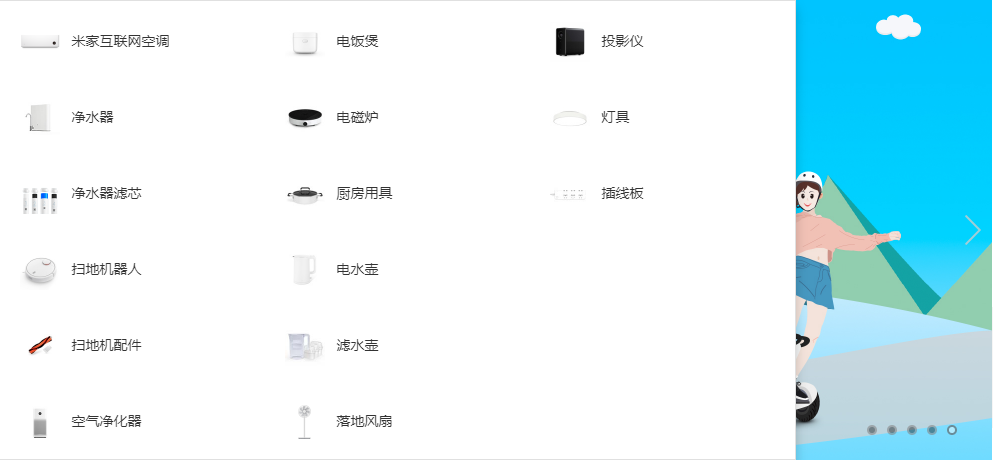 米家互联网空调
净水器
净水器滤芯
扫地机器人
扫地机配件
空气净化器
电饭煲
电磁炉
厨房用具
电水壶
滤水壶
落地风扇
投影仪
灯具
插线板